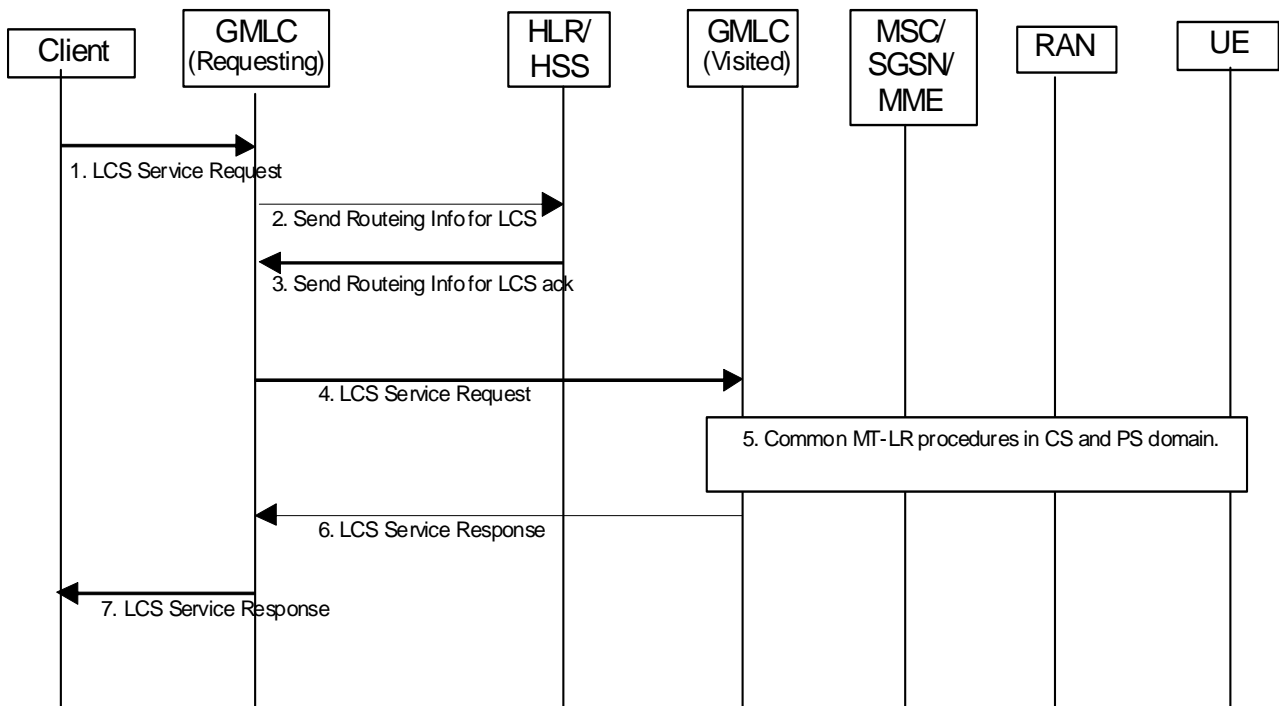 Client
GMLC
(Requesting)
HLR/
HSS
GMLC
(Visited)
MSC/
SGSN/
MME
RAN
UE
1. LCS Service Request
2. Send Routeing Info for LCS
3. Send Routeing Info for LCS ack
4. LCS Service Request
5. Common MT-LR procedures in CS and PS domain.
6. LCS Service Response
7. LCS Service Response